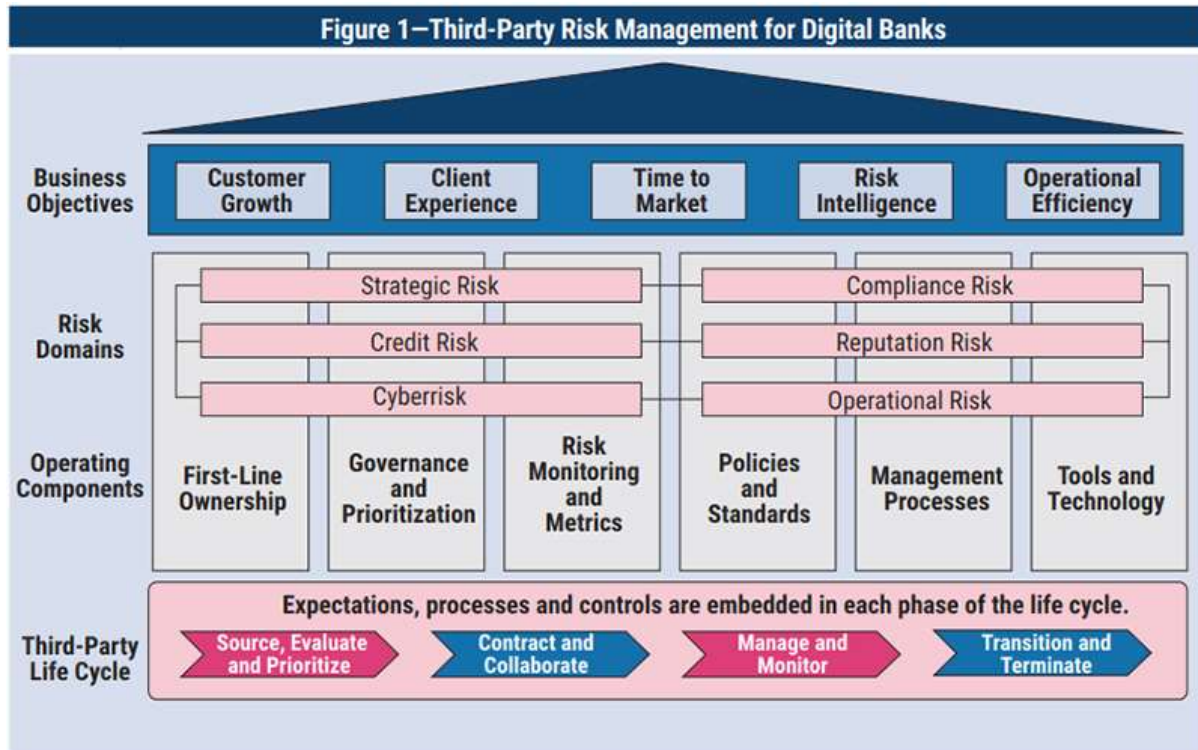 Figure 1—Third-Party Risk Management for Digital Banks
Business
Objectives
Customer
Growth
Client
Experience
Time to
Market
Risk
Intelligence
Operational
Efficiency
Risk
Domains
Strategic Risk
Compliance Risk
Credit Risk
Reputation Risk
Cyberrisk
Operational Risk
Operating
Components
First-Line
Ownership
Governance
and
Prioritization
Risk
Monitoring
and
Metrics
Policies
and
Standards
Management
Processes
Tools and
Technology
Third-Party
Life Cycle
Expectations, processes and controls are embedded in each phase of the life cycle.
Source, Evaluate
and Prioritize
Contract and
Collaborate
Manage and
Monitor
Transition and
Terminate